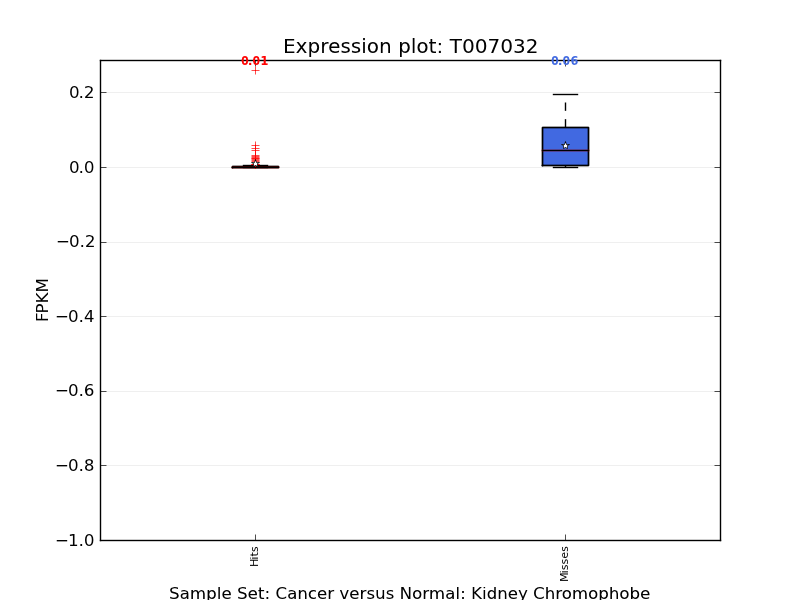 Expression plot: T007032
0.01
0.06
0.2
0.0
−0.2
−0.4
−0.6
−0.8
−1.0
FPKM
Hits
Misses
Sample Set: Cancer versus Normal: Kidney Chromophobe